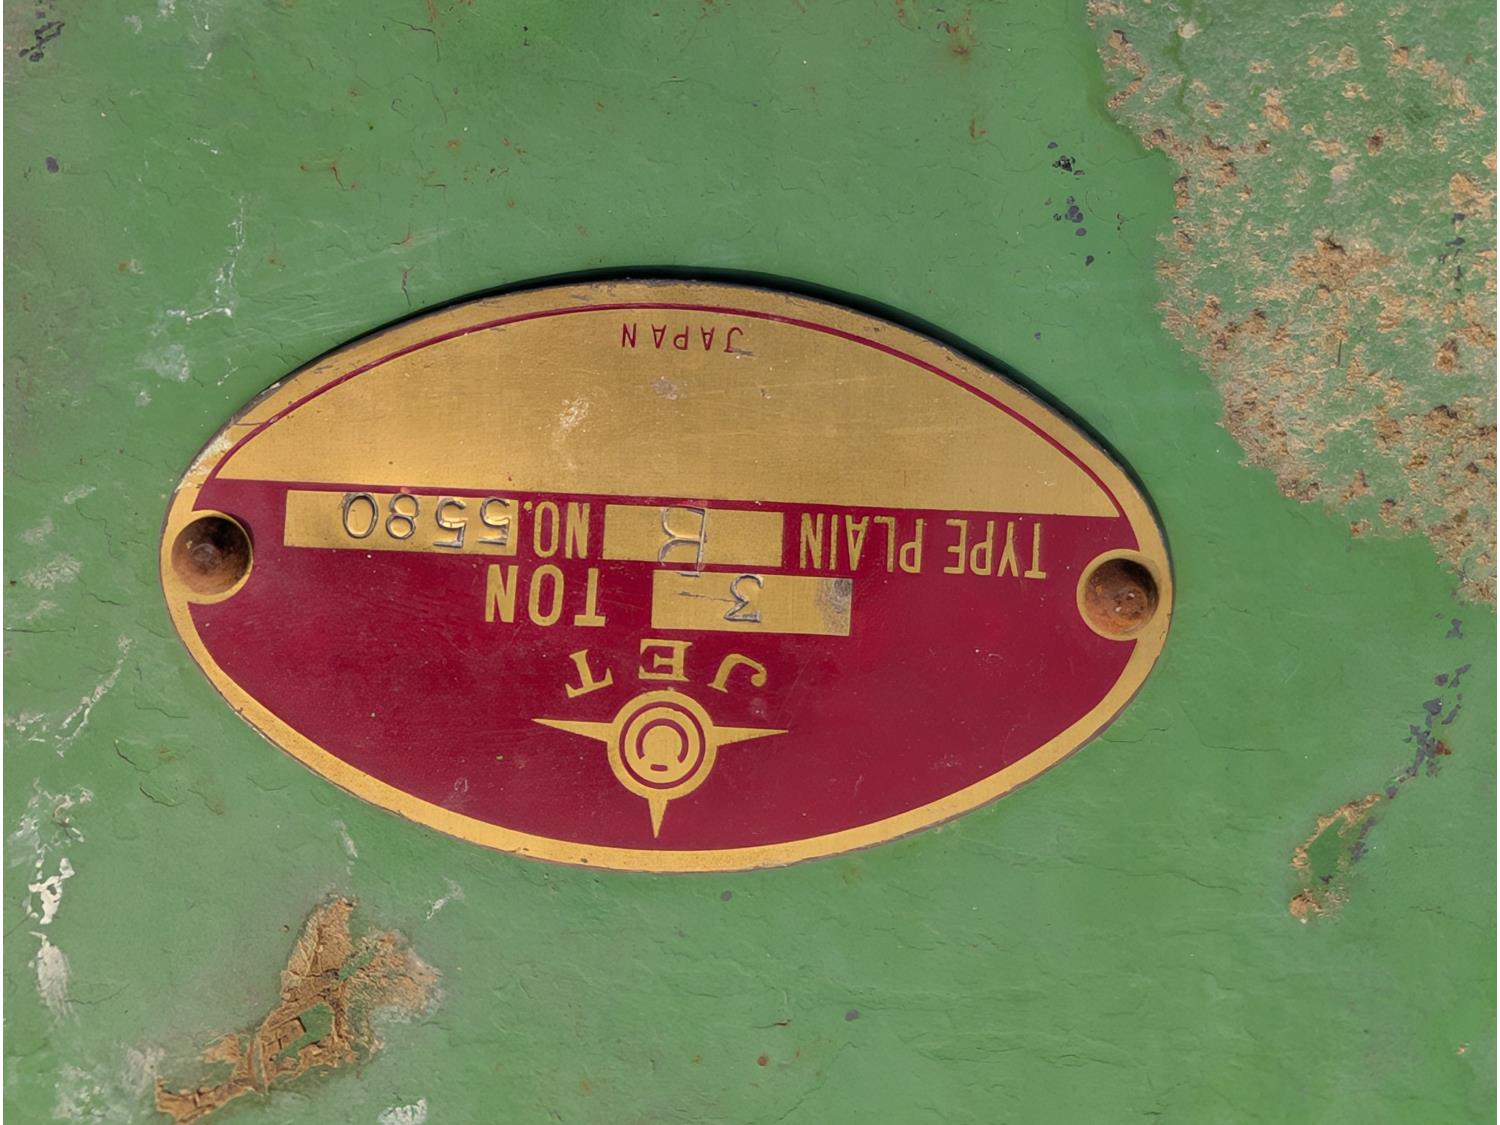 JET
3 TON
TYPE PLAIN NO. 5580
JAPAN